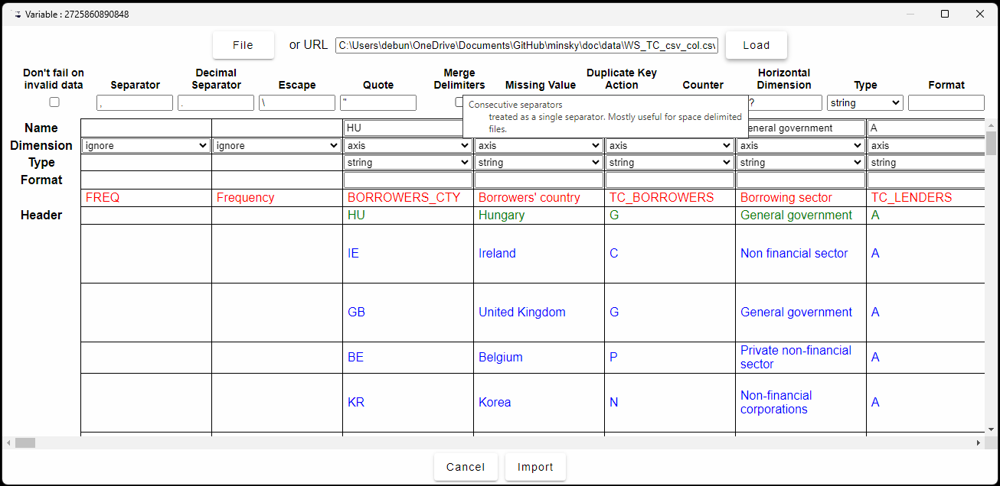 Variable : 2725860890848
File or URL C:\Users\debun\OneDrive\Documents\GitHub\minsky\doc\data\WS_TC_csv_col.csv Load
Don't fail on invalid data
Separator
Decimal Separator
Escape
Quote
Merge Delimiters
Missing Value
Duplicate Key Action
Counter
Horizontal Dimension
Type
Format
, . \ " ? string
Consecutive separators
treated as a single separator. Mostly useful for space delimited
files.
Name HU eneral government A
Dimension ignore ignore axis axis axis axis axis
Type string string string string string
Format
FREQ Frequency BORROWERS_CTY Borrowers' country TC_BORROWERS Borrowing sector TC_LENDERS
Header HU Hungary G General government A
IE Ireland C Non financial sector A
GB United Kingdom G General government A
BE Belgium P Private non-financial sector A
KR Korea N Non-financial corporations A
Cancel Import